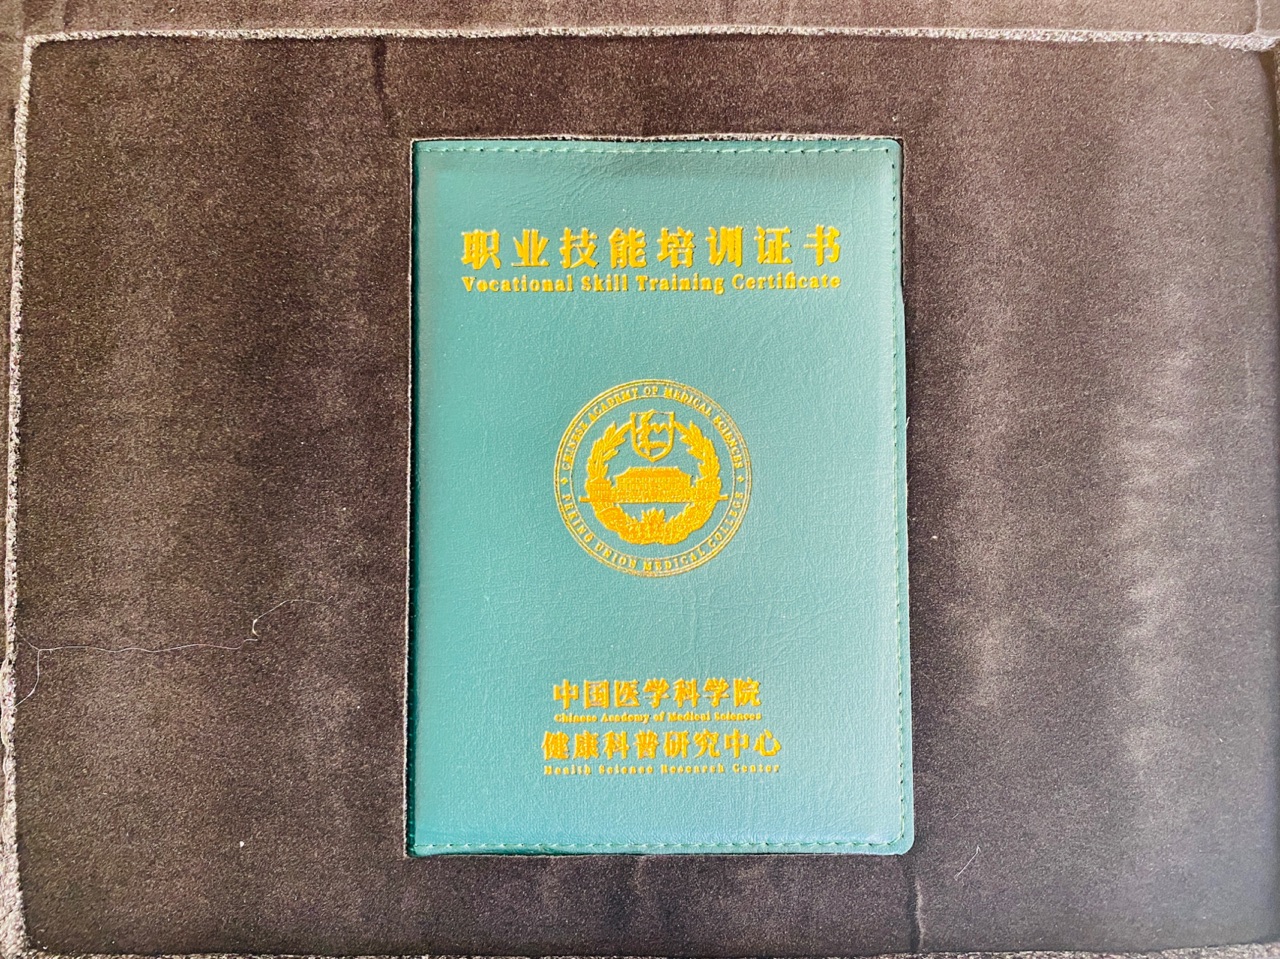 职业技能培训证书
Vocational Skill Training Certificate
CHINESE ACADEMY OF MEDICAL SCIENCES
PEKING UNION MEDICAL COLLEGE
中国医学科学院
Chinese Academy of Medical Sciences
健康科普研究中心
Health Science Research Center